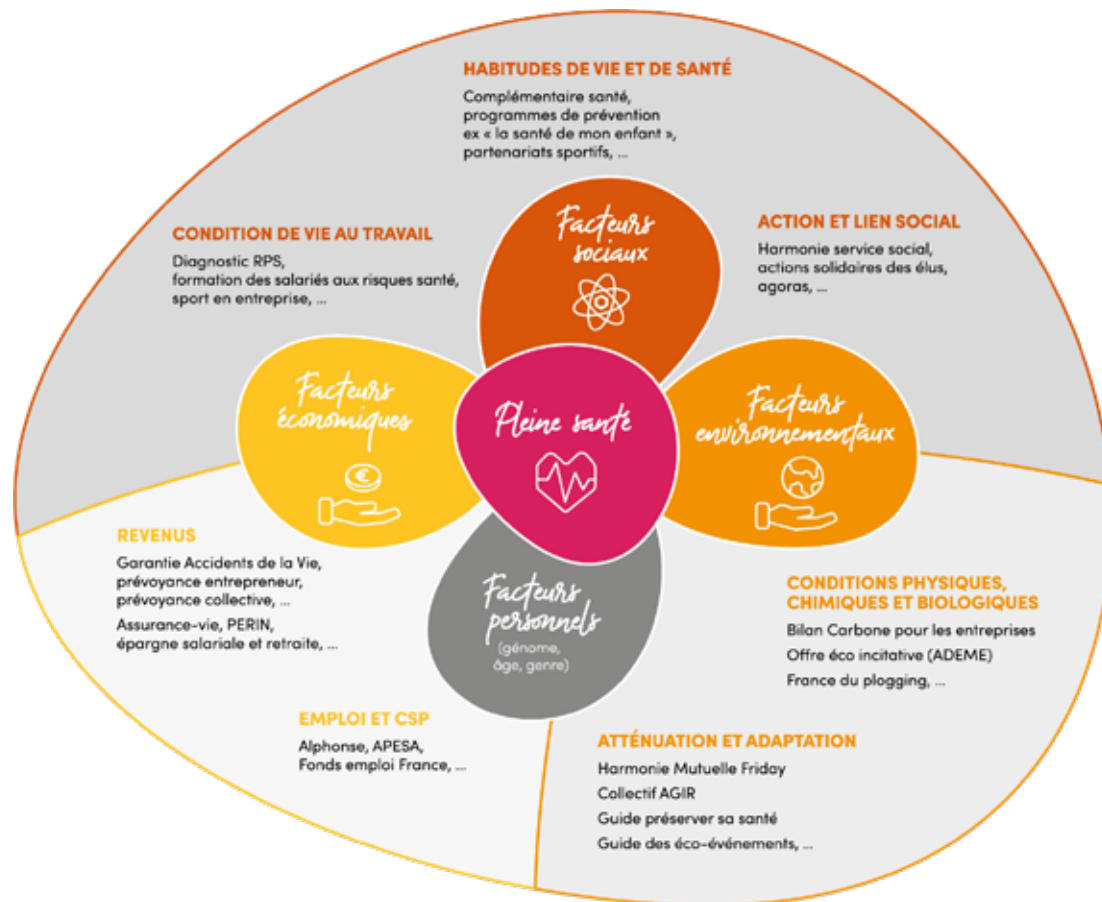 HABITUDES DE VIE ET DE SANTÉ
Complémentaire santé,
programmes de prévention
ex « la santé de mon enfant »,
partenariats sportifs, ...
CONDITION DE VIE AU TRAVAIL
Diagnostic RPS,
formation des salariés aux risques santé,
sport en entreprise, ...
ACTION ET LIEN SOCIAL
Harmonie service social,
actions solidaires des élus,
agoras, ...
Facteurs
sociaux
Facteurs
économiques
€
Pleine santé
Facteurs
environnementaux
Facteurs
personnels
(génome,
âge, genre)
REVENUS
Garantie Accidents de la Vie,
prévoyance entrepreneur,
prévoyance collective, ...
Assurance-vie, PERIN,
épargne salariale et retraite, ...
EMPLOI ET CSP
Alphonse, APESA,
Fonds emploi France, ...
CONDITIONS PHYSIQUES,
CHIMIQUES ET BIOLOGIQUES
Bilan Carbone pour les entreprises
Offre éco incitative (ADEME)
France du plogging, ...
ATTÉNUATION ET ADAPTATION
Harmonie Mutuelle Friday
Collectif AGIR
Guide préserver sa santé
Guide des éco-événements, ...